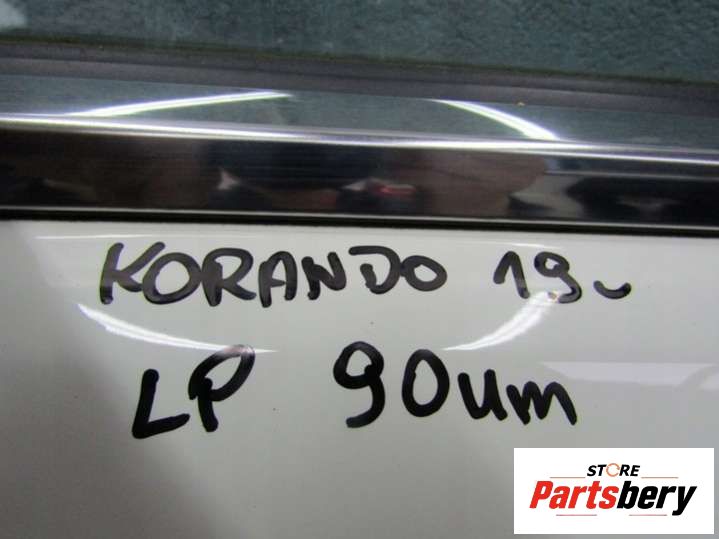 KORANDO 19-
LP 90um
STORE
Partsbery